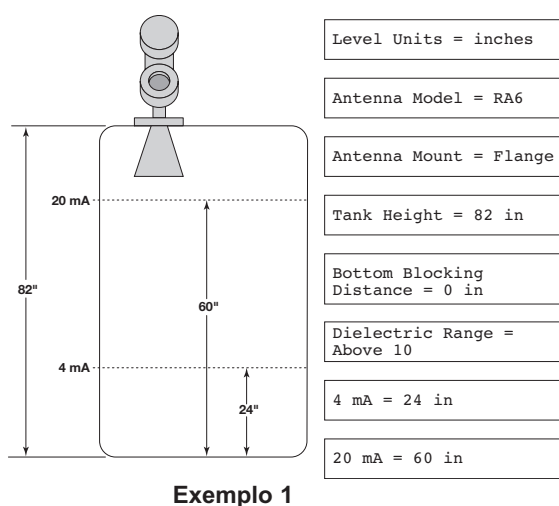 Level Units = inches
Antenna Model = RA6
Antenna Mount = Flange
20 mA
Tank Height = 82 in
82"
60"
Bottom Blocking
Distance = 0 in
Dielectric Range =
Above 10
4 mA
24"
4 mA = 24 in
20 mA = 60 in
Exemplo 1